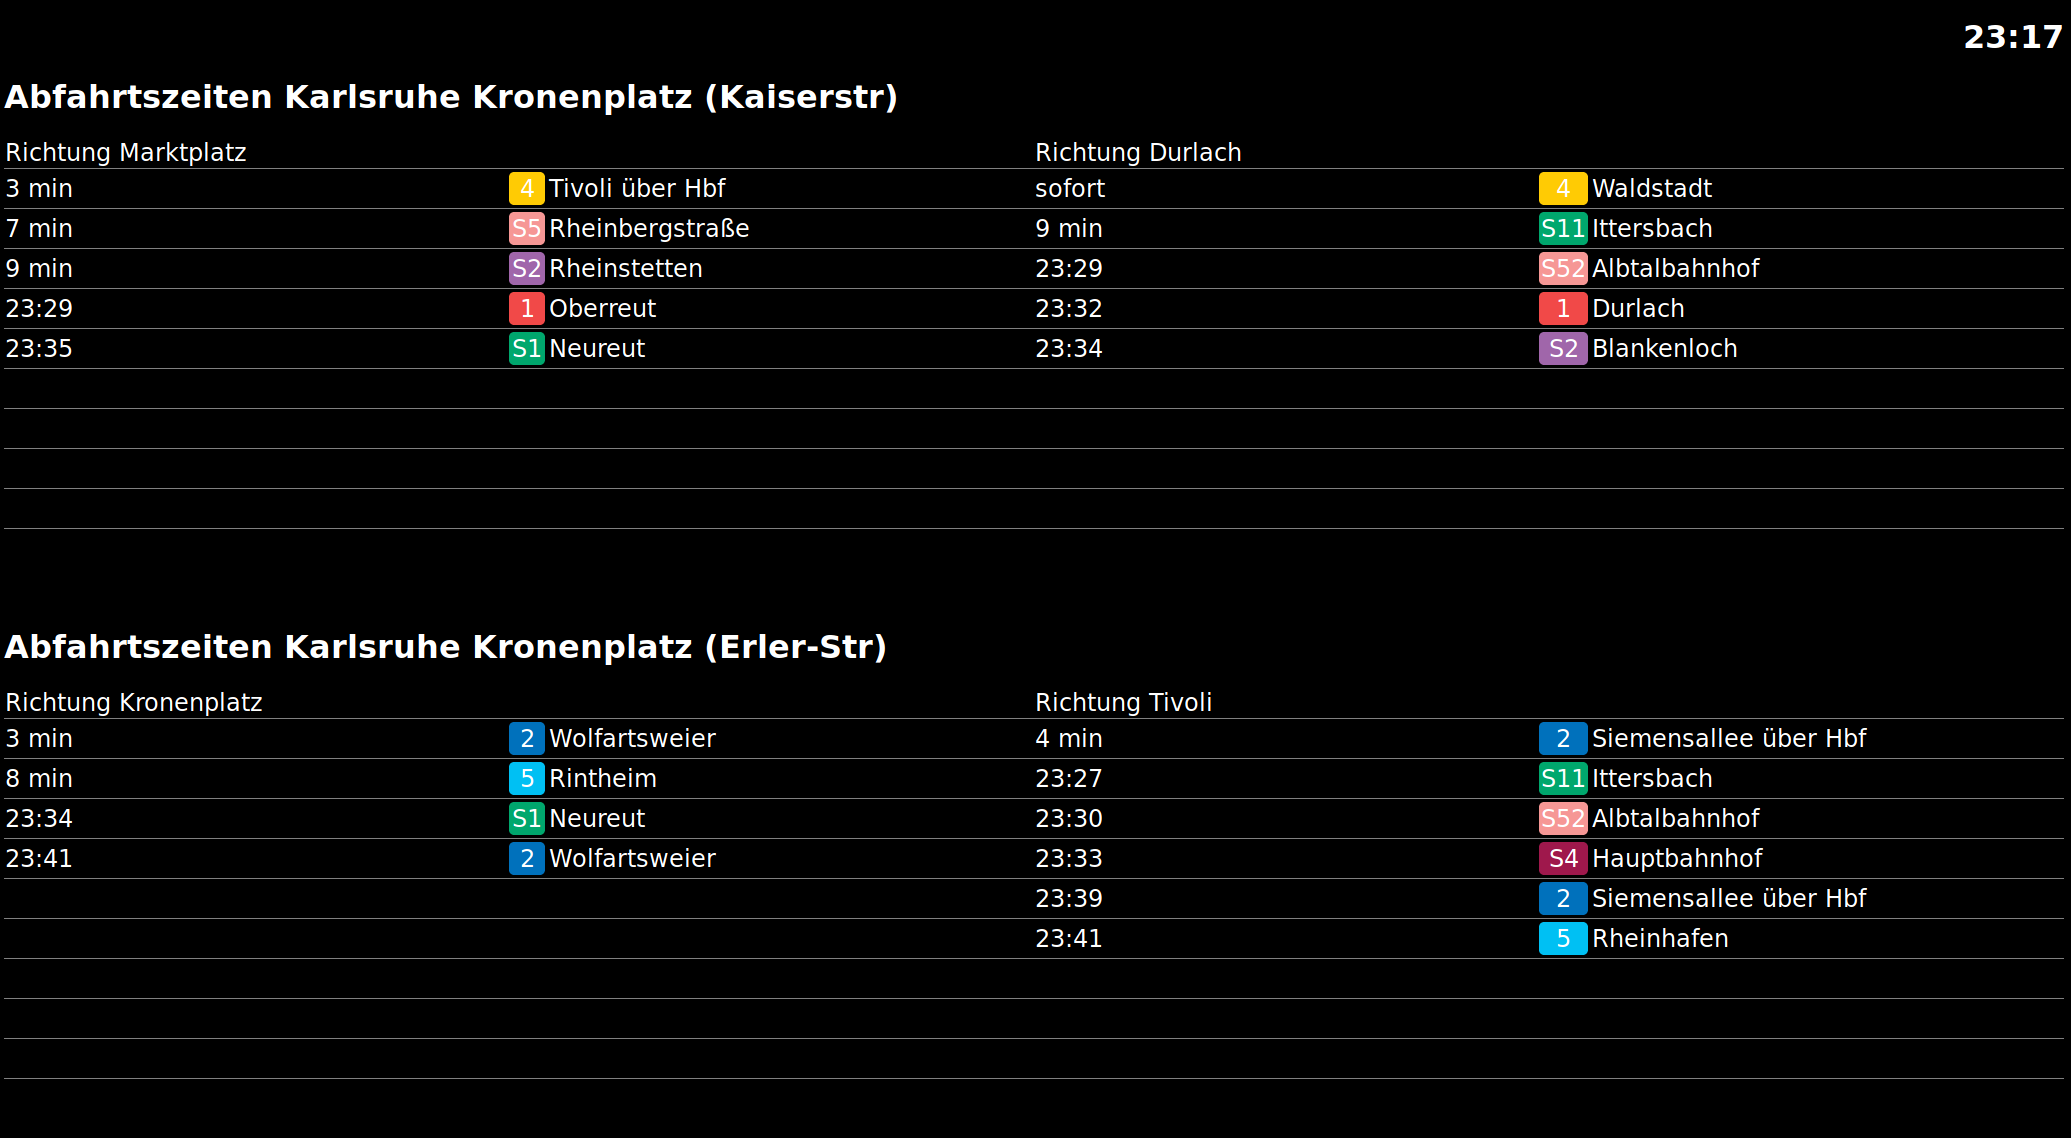 23:17
Abfahrtszeiten Karlsruhe Kronenplatz (Kaiserstr)
Richtung Marktplatz Richtung Durlach
3 min 4 Tivoli über Hbf sofort 4 Waldstadt
7 min S5 Rheinbergstraße 9 min S11 Ittersbach
9 min S2 Rheinstetten 23:29 S52 Albtalbahnhof
23:29 1 Oberreut 23:32 1 Durlach
23:35 S1 Neureut 23:34 S2 Blankenloch
Abfahrtszeiten Karlsruhe Kronenplatz (Erler-Str)
Richtung Kronenplatz Richtung Tivoli
3 min 2 Wolfartsweier 4 min 2 Siemensallee über Hbf
8 min 5 Rintheim 23:27 S11 Ittersbach
23:34 S1 Neureut 23:30 S52 Albtalbahnhof
23:41 2 Wolfartsweier 23:33 S4 Hauptbahnhof
23:39 2 Siemensallee über Hbf
23:41 5 Rheinhafen